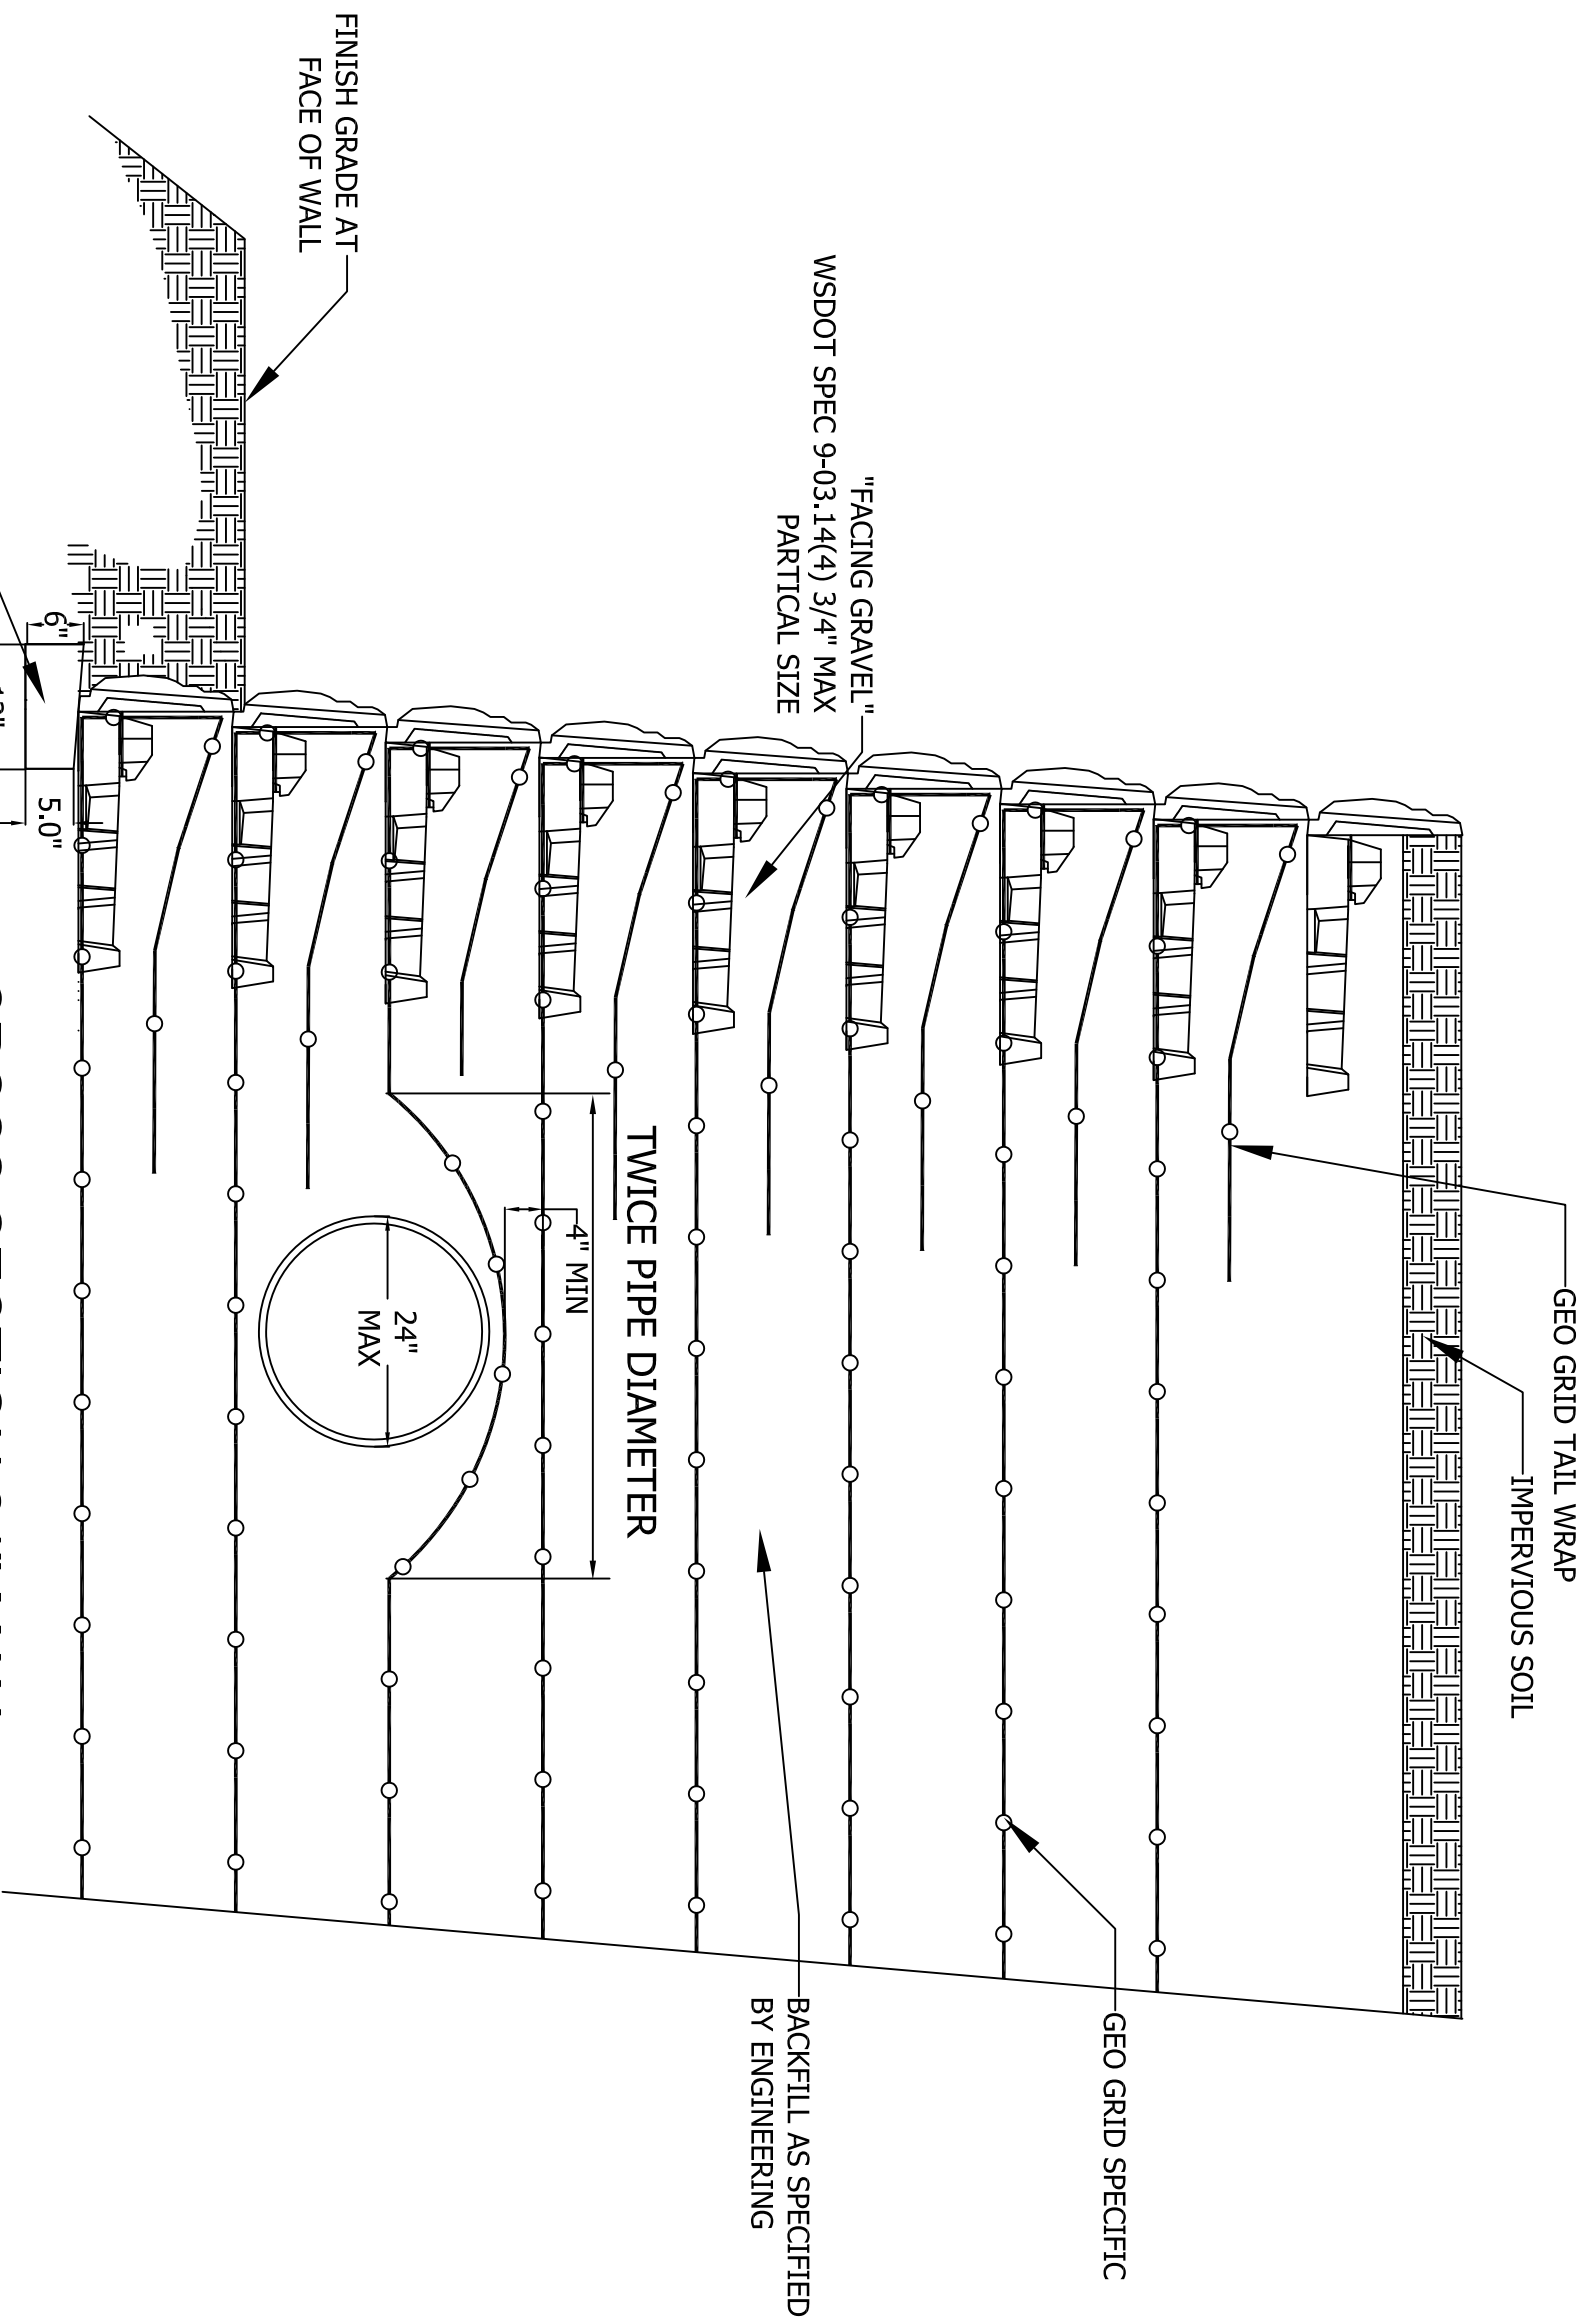 GEO GRID TAIL WRAP
IMPERVIOUS SOIL
GEO GRID SPECIFIC
"FACING GRAVEL"
WSDOT SPEC 9-03.14(4) 3/4" MAX
PARTICAL SIZE
BACKFILL AS SPECIFIED
BY ENGINEERING
TWICE PIPE DIAMETER
4" MIN
24"
MAX
FINISH GRADE AT
FACE OF WALL
6"
5.0"